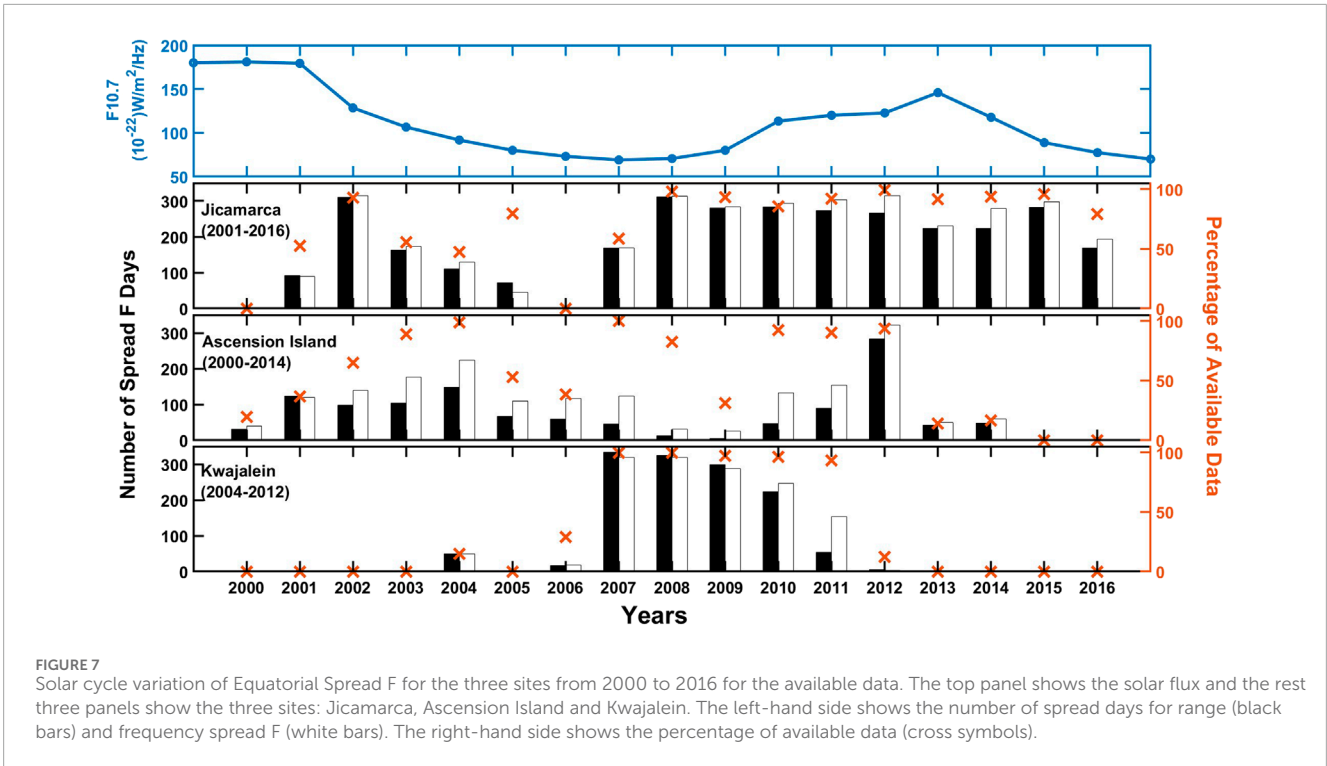 F10.7
(10-22)W/m2/Hz)
200
150
100
50
Number of Spread F Days
Percentage of Available Data
Jicamarca
(2001-2016)
300
200
100
0
100
50
0
Ascension Island
(2000-2014)
300
200
100
0
100
50
0
Kwajalein
(2004-2012)
300
200
100
0
100
50
0
2000 2001 2002 2003 2004 2005 2006 2007 2008 2009 2010 2011 2012 2013 2014 2015 2016
Years
FIGURE 7
Solar cycle variation of Equatorial Spread F for the three sites from 2000 to 2016 for the available data. The top panel shows the solar flux and the rest
three panels show the three sites: Jicamarca, Ascension Island and Kwajalein. The left-hand side shows the number of spread days for range (black
bars) and frequency spread F (white bars). The right-hand side shows the percentage of available data (cross symbols).